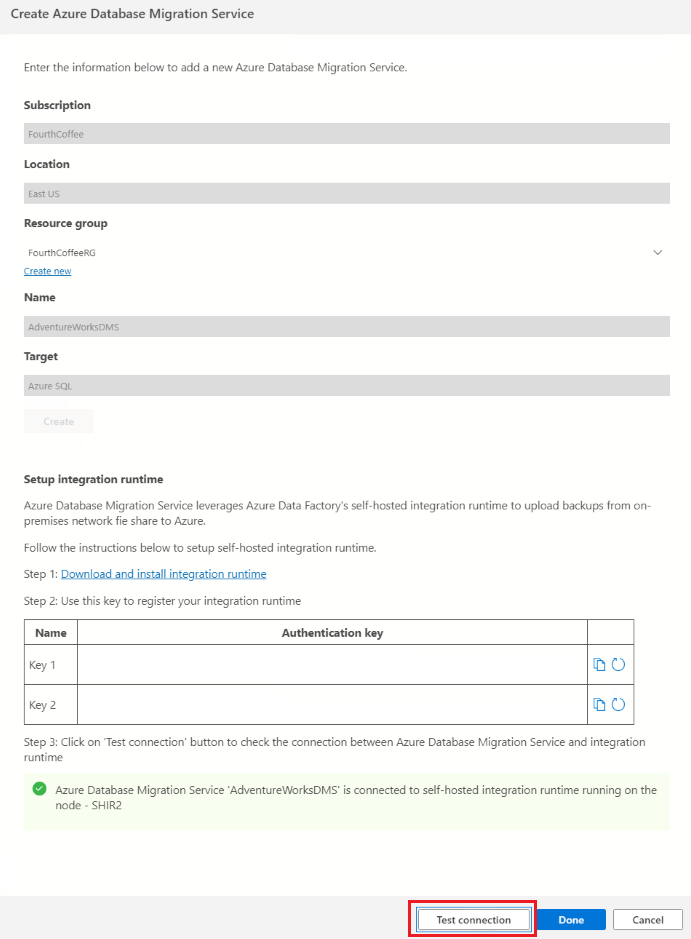 Create Azure Database Migration Service
Enter the information below to add a new Azure Database Migration Service.
Subscription
FourthCoffee
Location
East US
Resource group
FourthCoffeeRG
Create new
Name
AdventureWorksDMS
Target
Azure SQL
Create
Setup integration runtime
Azure Database Migration Service leverages Azure Data Factory's self-hosted integration runtime to upload backups from on-
premises network fie share to Azure.
Follow the instructions below to setup self-hosted integration runtime.
Step 1: Download and install integration runtime
Step 2: Use this key to register your integration runtime
Name Authentication key
Key 1
Key 2
Step 3: Click on 'Test connection' button to check the connection between Azure Database Migration Service and integration
runtime
Azure Database Migration Service 'AdventureWorksDMS' is connected to self-hosted integration runtime running on the
node - SHIR2
Test connection Done Cancel